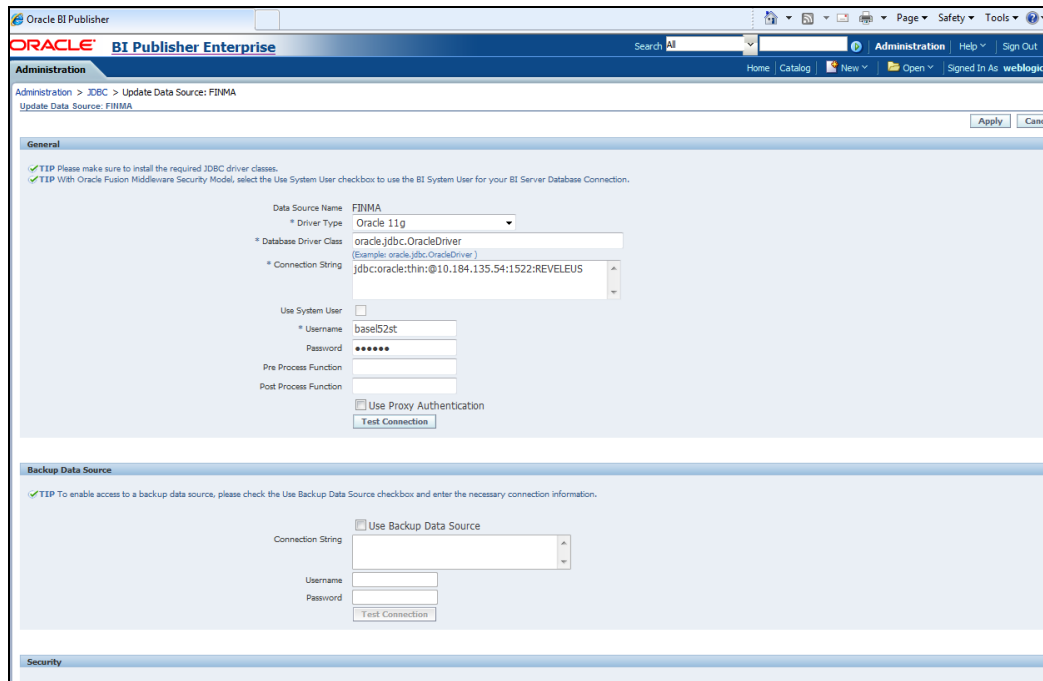 Oracle BI Publisher
Page Safety Tools
ORACLE BI Publisher Enterprise Search All Administration Help Sign Out
Administration Home Catalog New Open Signed In As weblogic
Administration > JDBC > Update Data Source: FINMA
Update Data Source: FINMA
Apply
General
TIP Please make sure to install the required JDBC driver classes.
TIP With Oracle Fusion Middleware Security Model, select the Use System User checkbox to use the BI System User for your BI Server Database Connection.
Data Source Name FINMA
* Driver Type Oracle 11g
* Database Driver Class oracle.jdbc.OracleDriver
(Example: oracle.jdbc.OracleDriver )
* Connection String jdbc:oracle:thin:@10.184.135.54:1522:REVELEUS
Use System User
* Username basel52st
Password ••••••
Pre Process Function
Post Process Function
Use Proxy Authentication
Test Connection
Backup Data Source
TIP To enable access to a backup data source, please check the Use Backup Data Source checkbox and enter the necessary connection information.
Use Backup Data Source
Connection String
Username
Password
Test Connection
Security